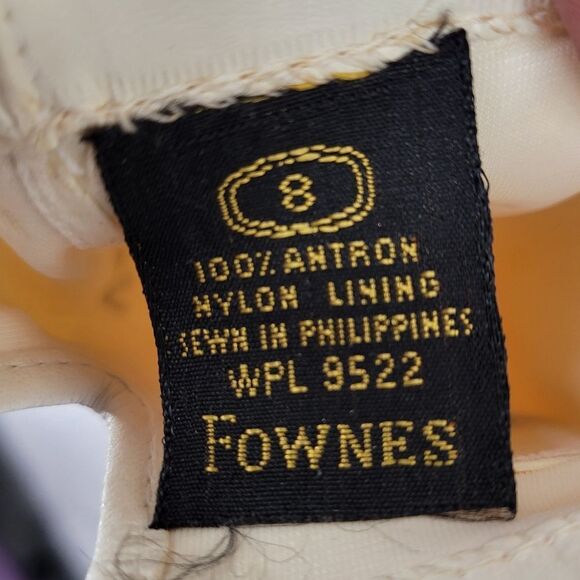 8
100% ANTRON
NYLON LINING
SEWN IN PHILIPPINES
WPL 9522
FOWNES